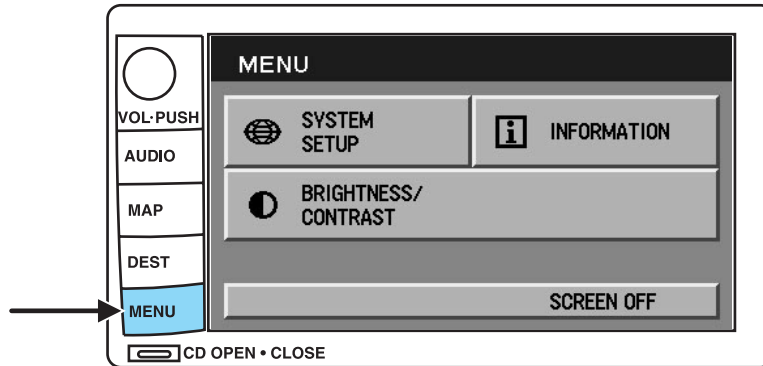 MENU
VOL·PUSH
AUDIO
MAP
DEST
MENU
SYSTEM
SETUP
INFORMATION
BRIGHTNESS/
CONTRAST
SCREEN OFF
CD OPEN • CLOSE